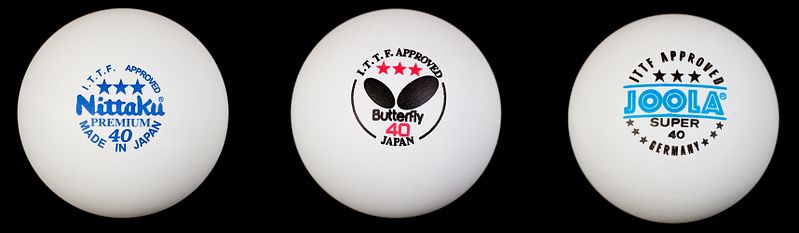 I.T.T.F. APPROVED
★★★
Nittaku®
PREMIUM
40
MADE IN JAPAN
I.T.T.F. APPROVED
★★★
Butterfly
40
JAPAN
ITTF APPROVED
★★★
JOOLA®
SUPER
40
GERMANY